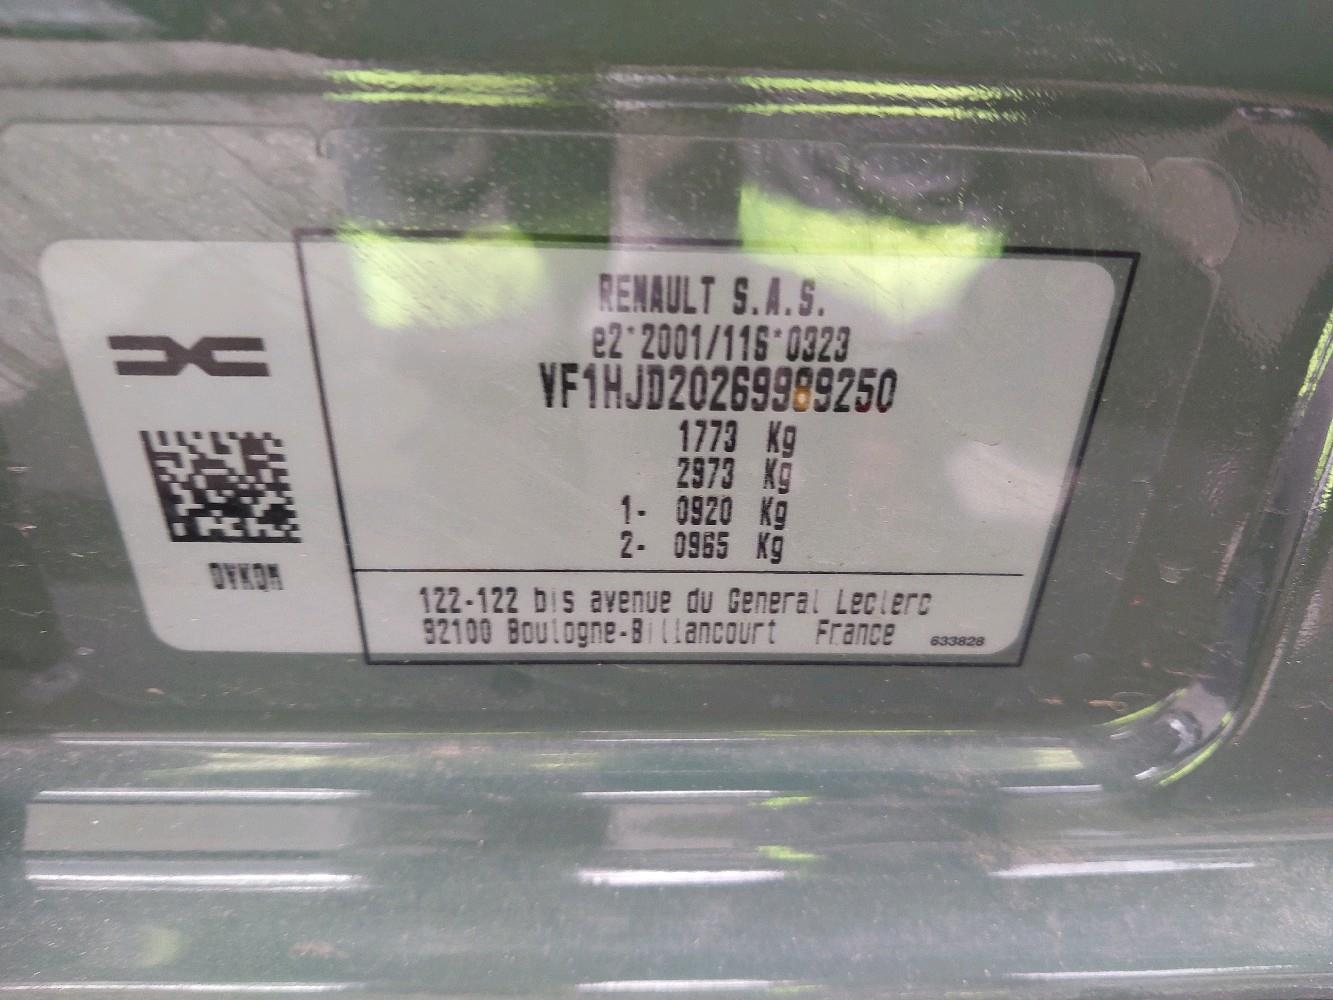 RENAULT S.A.S.
e2*2001/116*0323
VF1HJD20269989250
1773 Kg
2973 Kg
1- 0920 Kg
2- 0965 Kg
122-122 bis avenue du General Leclerc
92100 Boulogne-Billancourt France
633828